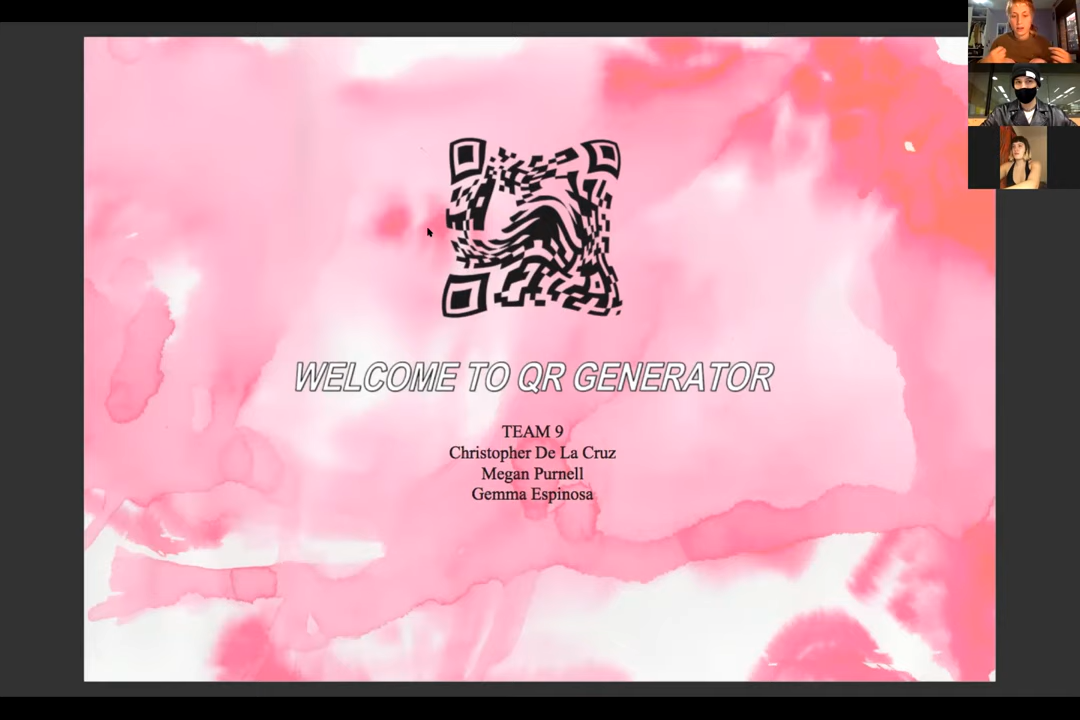 WELCOME TO QR GENERATOR
TEAM 9
Christopher De La Cruz
Megan Purnell
Gemma Espinosa